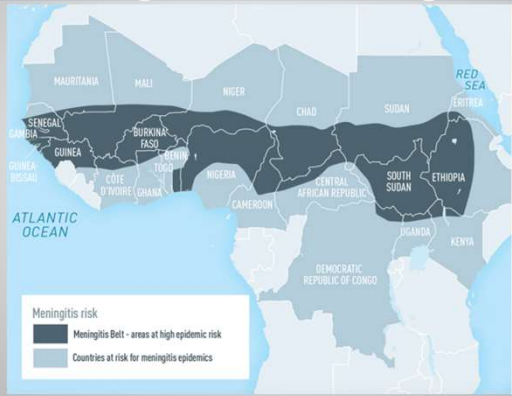 RED
SEA
MAURITANIA
MALI
NIGER
CHAD
SUDAN
ERITREA
SENEGAL
GAMBIA
GUINEA-
BISSAU
GUINEA
BURKINA
FASO
BENIN
TOGO
CÔTE
D'IVOIRE
GHANA
NIGERIA
CAMEROON
CENTRAL
AFRICAN REPUBLIC
SOUTH
SUDAN
ETHIOPIA
UGANDA
KENYA
DEMOCRATIC
REPUBLIC OF CONGO
ATLANTIC
OCEAN
Meningitis risk
Meningitis Belt - areas at high epidemic risk
Countries at risk for meningitis epidemics